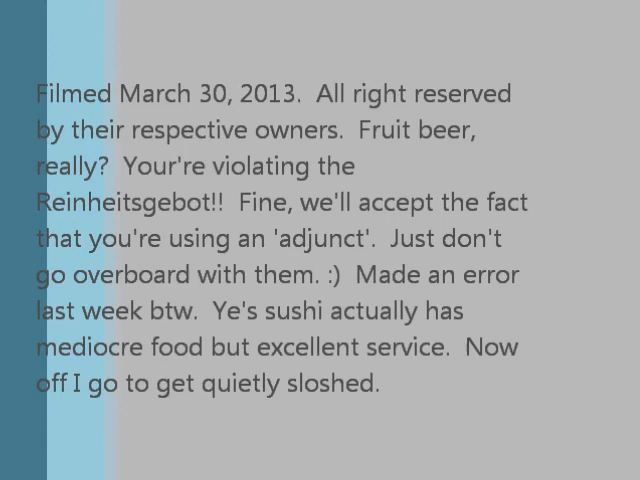 Filmed March 30, 2013.  All right reserved
by their respective owners.  Fruit beer,
really?  Your're violating the
Reinheitsgebot!!  Fine, we'll accept the fact
that you're using an 'adjunct'.  Just don't
go overboard with them. :)  Made an error
last week btw.  Ye's sushi actually has
mediocre food but excellent service.  Now
off I go to get quietly sloshed.